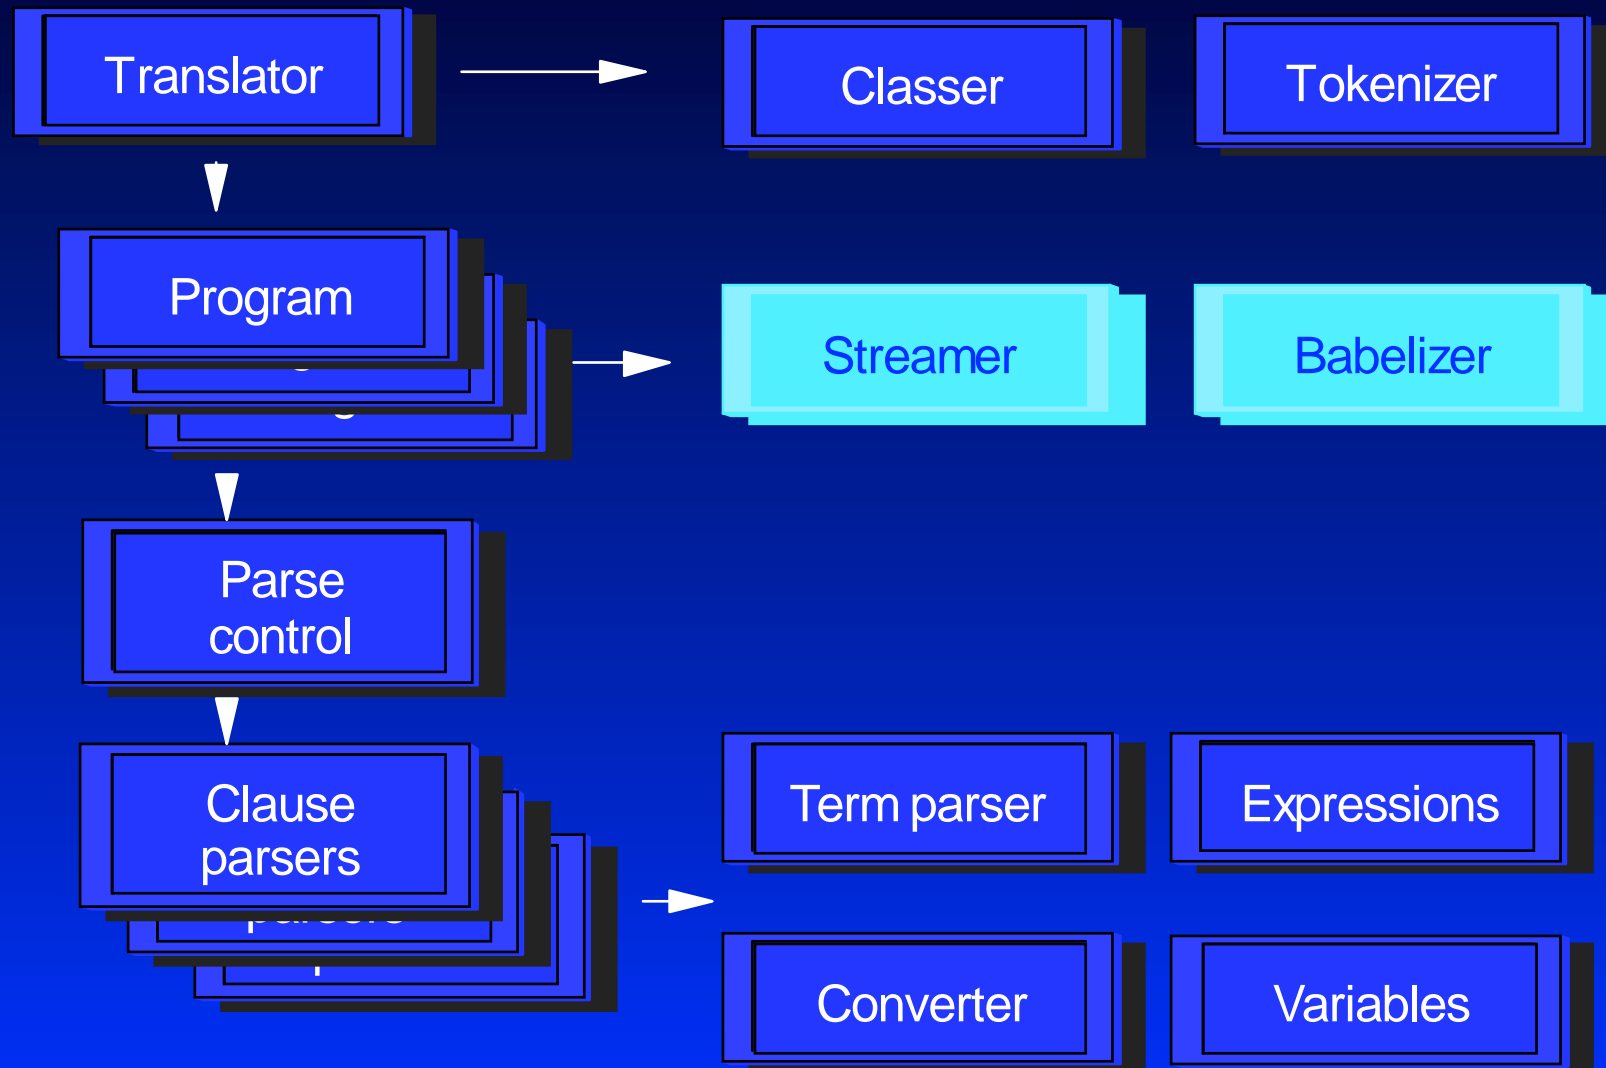 Translator
Classer
Tokenizer
Program
Streamer
Babelizer
Parse
control
Clause
parsers
Term parser
Expressions
Converter
Variables